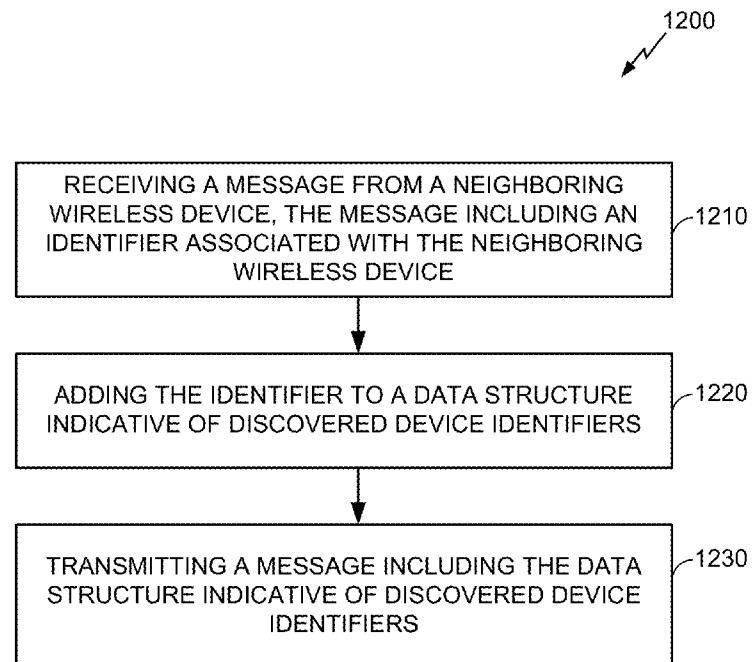 1200
RECEIVING A MESSAGE FROM A NEIGHBORING
WIRELESS DEVICE, THE MESSAGE INCLUDING AN
IDENTIFIER ASSOCIATED WITH THE NEIGHBORING
WIRELESS DEVICE
1210
ADDING THE IDENTIFIER TO A DATA STRUCTURE
INDICATIVE OF DISCOVERED DEVICE IDENTIFIERS
1220
TRANSMITTING A MESSAGE INCLUDING THE DATA
STRUCTURE INDICATIVE OF DISCOVERED DEVICE
IDENTIFIERS
1230